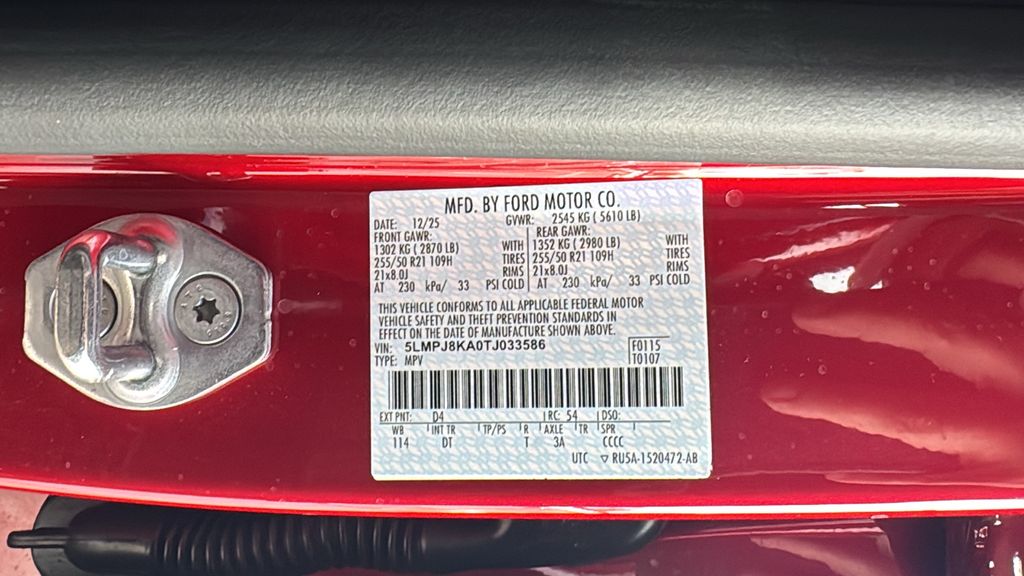 MFD. BY FORD MOTOR CO.
DATE: 12/25 GVWR: 2545 KG ( 5610 LB)
FRONT GAWR: REAR GAWR:
1302 KG ( 2870 LB) WITH 1352 KG ( 2980 LB) WITH
255/50 R21 109H TIRES 255/50 R21 109H TIRES
21x8.0J RIMS 21x8.0J RIMS
AT 230 kPa/ 33 PSI COLD AT 230 kPa/ 33 PSI COLD
THIS VEHICLE CONFORMS TO ALL APPLICABLE FEDERAL MOTOR
VEHICLE SAFETY AND THEFT PREVENTION STANDARDS IN
EFFECT ON THE DATE OF MANUFACTURE SHOWN ABOVE.
VIN: 5LMPJ8KA0TJ033586 F0115
TYPE: MPV T0107
EXT PNT: D4 RC: 54 DSO:
WB INT TR TP/PS R AXLE TR SPR
114 DT T 3A CCCC
UTC ▽ RU5A-1520472-AB